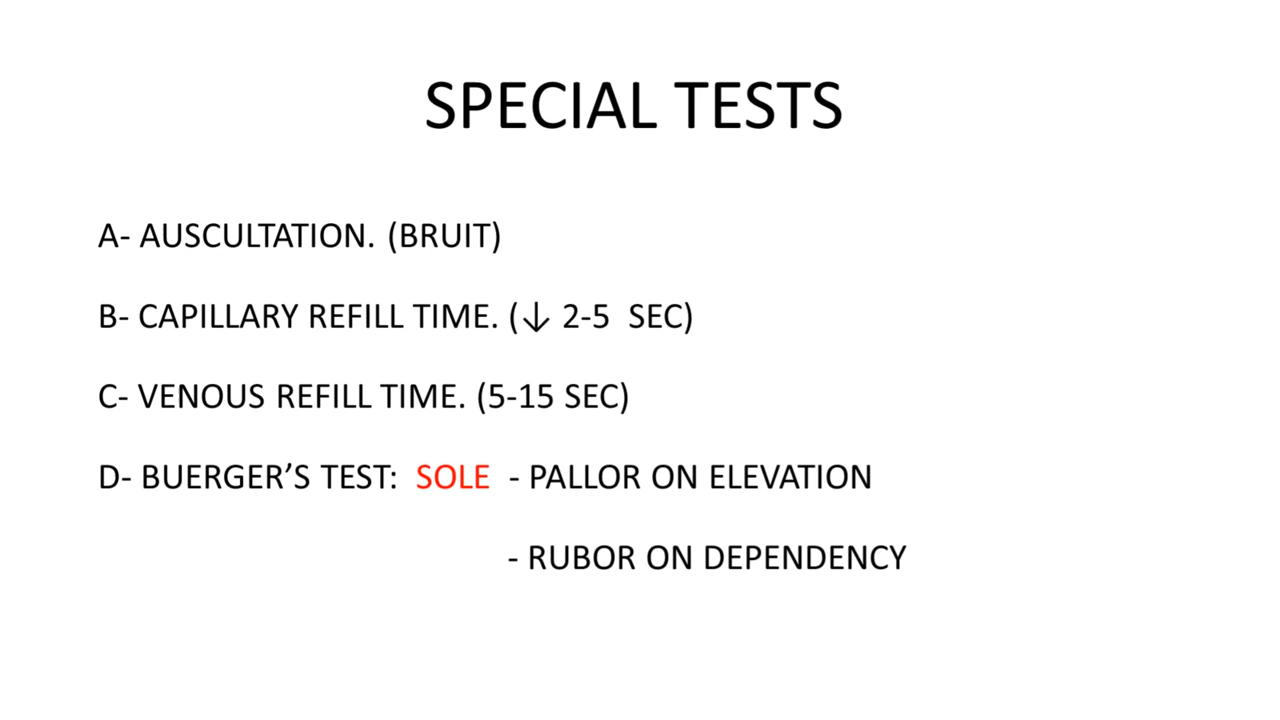 SPECIAL TESTS
A- AUSCULTATION. (BRUIT)
B- CAPILLARY REFILL TIME. (↓ 2-5 SEC)
C- VENOUS REFILL TIME. (5-15 SEC)
D- BUERGER’S TEST: SOLE - PALLOR ON ELEVATION
- RUBOR ON DEPENDENCY